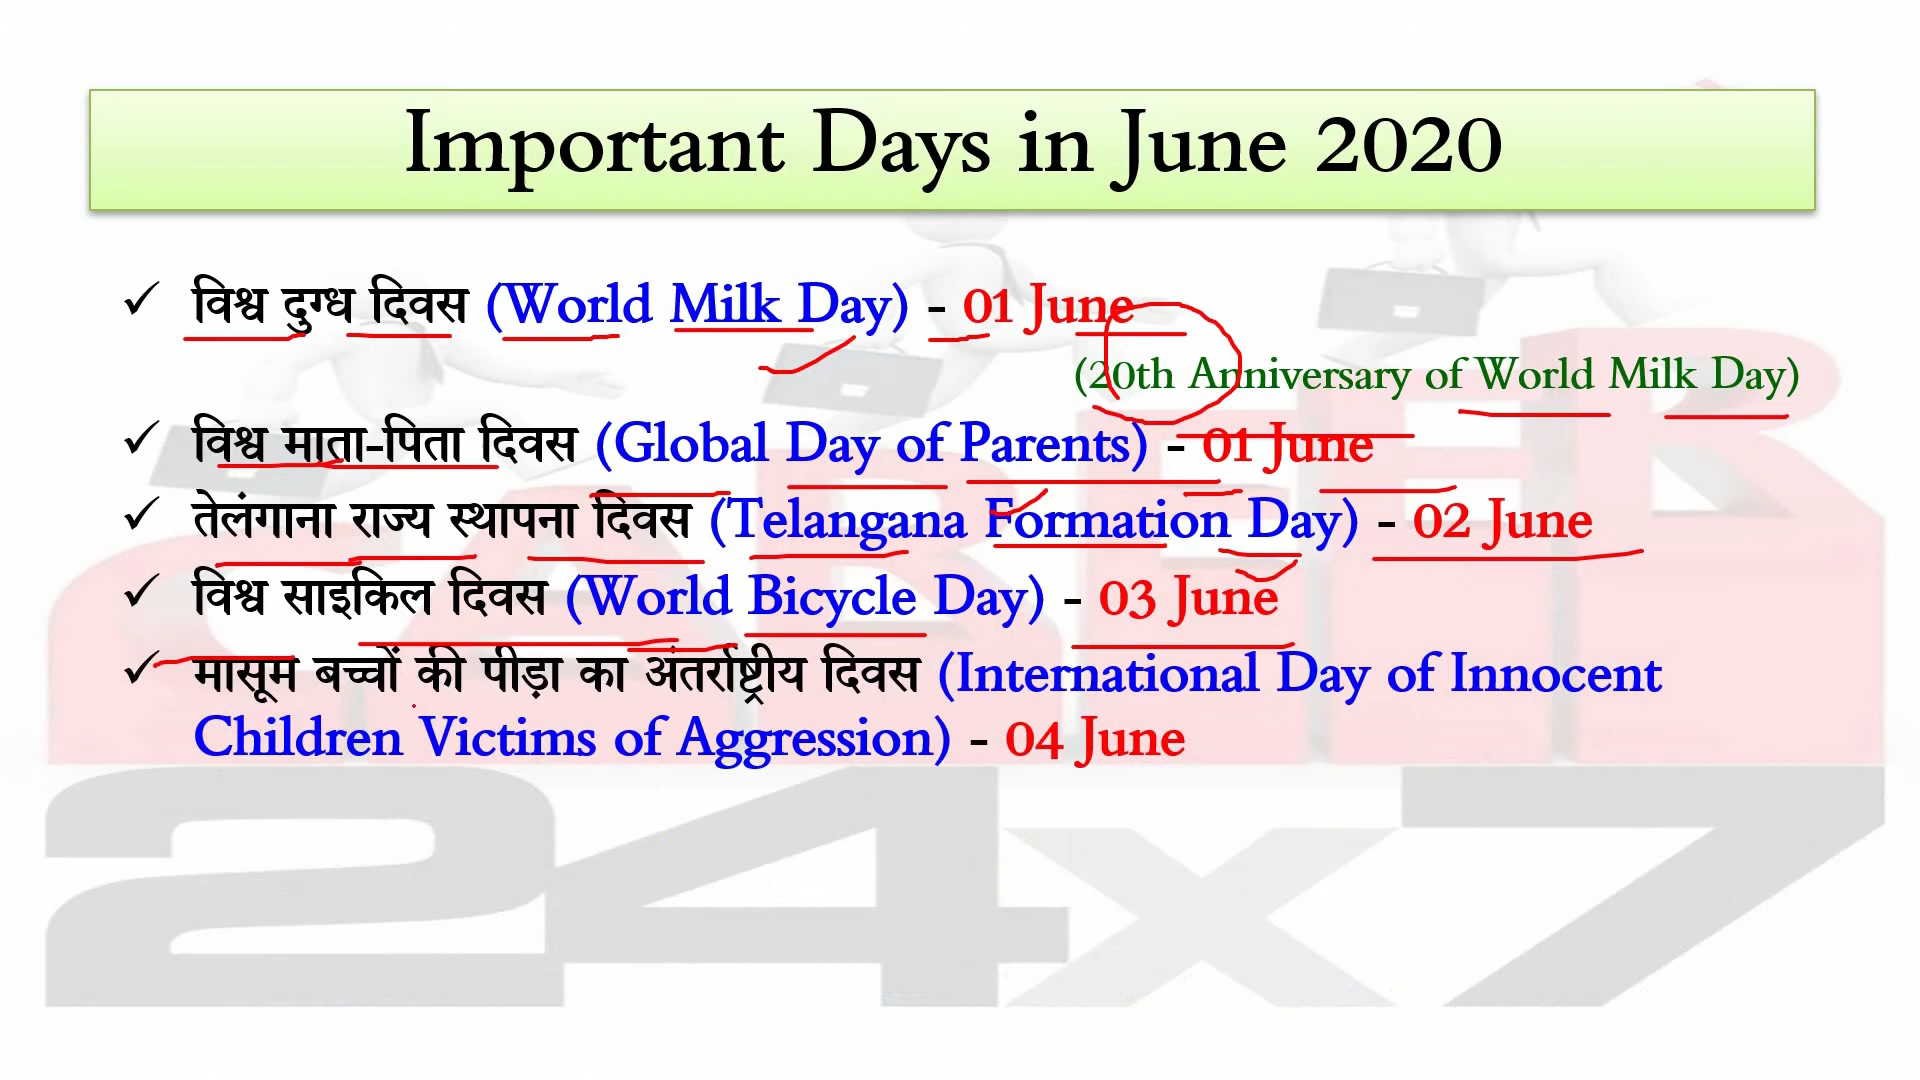 Important Days in June 2020
✓ विश्व दुग्ध दिवस (World Milk Day) - 01 June
(20th Anniversary of World Milk Day)
✓ विश्व माता-पिता दिवस (Global Day of Parents) - 01 June
✓ तेलंगाना राज्य स्थापना दिवस (Telangana Formation Day) - 02 June
✓ विश्व साइकिल दिवस (World Bicycle Day) - 03 June
✓ मासूम बच्चों की पीड़ा का अंतर्राष्ट्रीय दिवस (International Day of Innocent
Children Victims of Aggression) - 04 June
CAREER
24x7